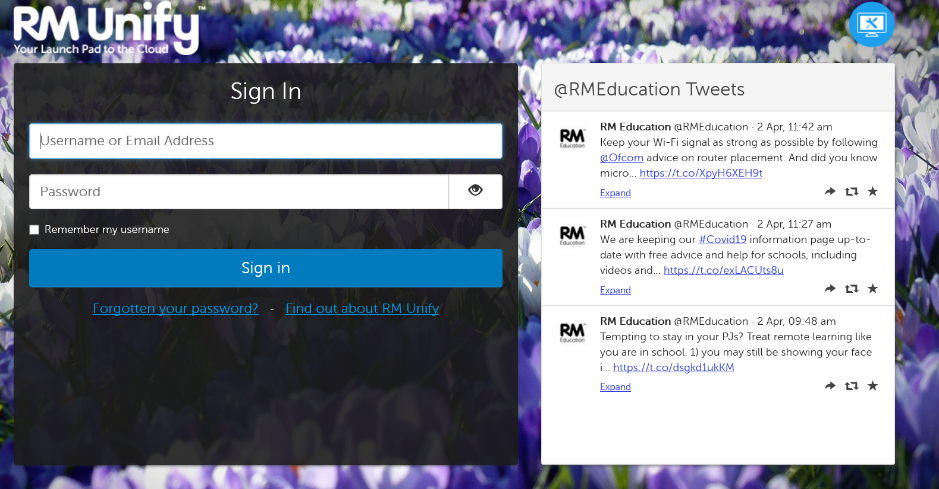 RM Unify™
Your Launch Pad to the Cloud
Sign In
Username or Email Address
Password
Remember my username
Sign in
Forgotten your password? - Find out about RM Unify
@RMEducation Tweets
RM
Education
RM Education @RMEducation · 2 Apr, 11:42 am
Keep your Wi-Fi signal as strong as possible by following
@Ofcom advice on router placement. And did you know
micro... https://t.co/XpyH6XEH9t
Expand
RM
Education
RM Education @RMEducation · 2 Apr, 11:27 am
We are keeping our #Covid19 information page up-to-
date with free advice and help for schools, including
videos and... https://t.co/exLACUts8u
Expand
RM
Education
RM Education @RMEducation · 2 Apr, 09:48 am
Tempting to stay in your PJs? Treat remote learning like
you are in school. 1) you may still be showing your face
i... https://t.co/dsgkd1ukKM
Expand